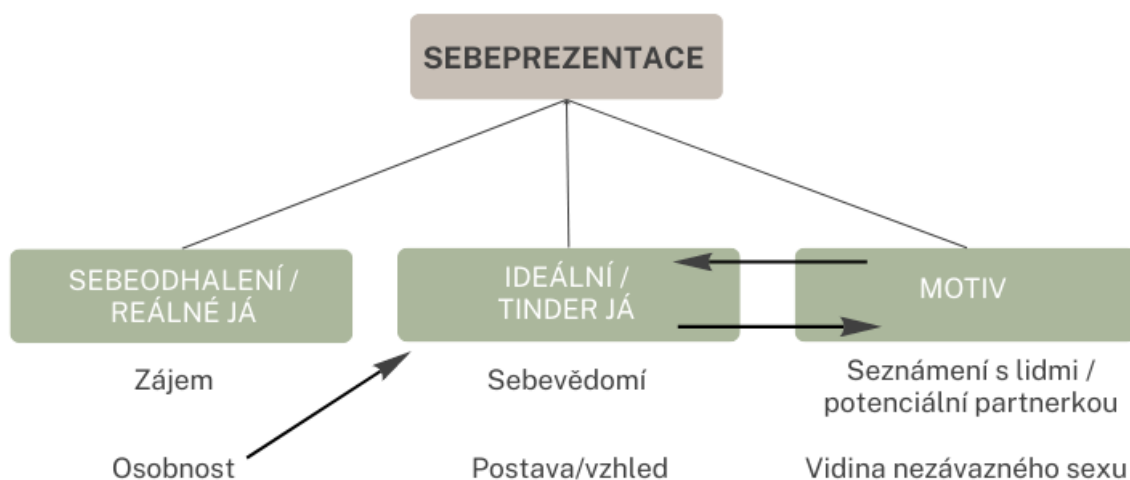 SEBEPREZENTACE
SEBEODHALENÍ /
REÁLNÉ JÁ
IDEÁLNÍ /
TINDER JÁ
MOTIV
Zájem
Sebevědomí
Seznámení s lidmi /
potenciální partnerkou
Osobnost
Postava/vzhled
Vidina nezávazného sexu